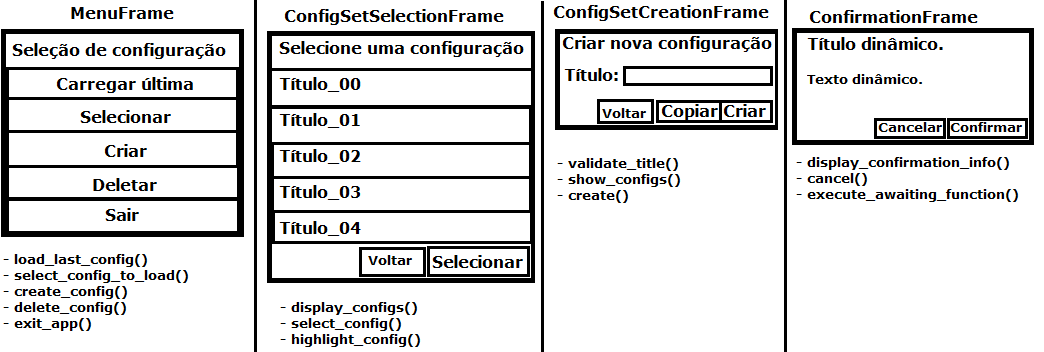 MenuFrame
Seleção de configuração
Carregar última
Selecionar
Criar
Deletar
Sair
- load_last_config()
- select_config_to_load()
- create_config()
- delete_config()
- exit_app()
ConfigSetSelectionFrame
Selecione uma configuração
Título_00
Título_01
Título_02
Título_03
Título_04
Voltar Selecionar
- display_configs()
- select_config()
- highlight_config()
ConfigSetCreationFrame
Criar nova configuração
Título:
Voltar Copiar Criar
- validate_title()
- show_configs()
- create()
ConfirmationFrame
Título dinâmico.
Texto dinâmico.
Cancelar Confirmar
- display_confirmation_info()
- cancel()
- execute_awaiting_function()